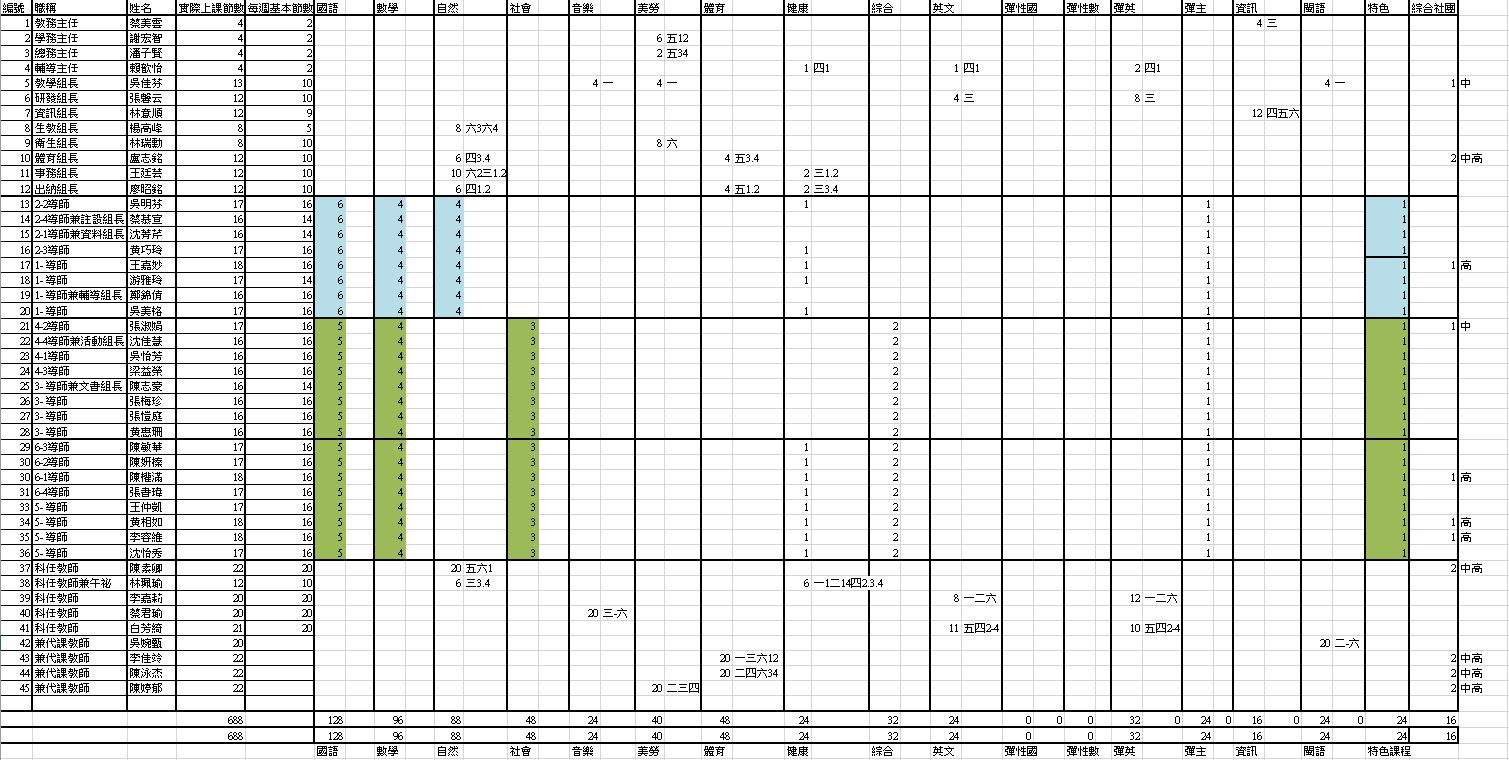 編號 職稱 姓名 實際上課節數 每週基本節數 國語 數學 自然 社會 音樂 美勞 體育 健康 綜合 英文 彈性國 彈性數 彈英 彈主 資訊 閩語 特色 綜合社團
1 教務主任 蔡美雲 4 2 4 三
2 學務主任 謝宏智 4 2 6 五12
3 總務主任 潘子賢 4 2 2 五34
4 輔導主任 賴歆怡 4 2 1 四1 1 四1 2 四1
5 教學組長 吳佳芬 13 10 4 一 4 一 4 一 1 中
6 研發組長 張馨云 12 10 4 三 8 三
7 資訊組長 林意順 12 9 12 四五六
8 生教組長 楊高峰 8 5 8 六3六4
9 衛生組長 林瑞勳 8 10 8 六
10 體育組長 盧志銘 12 10 6 四3.4 4 五3.4 2 中高
11 事務組長 王廷芸 12 10 10 六2三1.2 2 三1.2
12 出納組長 廖昭銘 12 10 6 四1.2 4 五1.2 2 三3.4
13 2-2導師 吳明芬 17 16 6 4 4 1 1 1
14 2-4導師兼註設組長 蔡基宣 16 14 6 4 4 1 1
15 2-1導師兼資料組長 沈菁芹 16 14 6 4 4 1 1
16 2-3導師 黃巧玲 17 16 6 4 4 1 1 1
17 1- 導師 王嘉妙 18 16 6 4 4 1 1 1 1 高
18 1- 導師 游雅玲 17 14 6 4 4 1 1 1
19 1- 導師兼輔導組長 鄭錦倩 16 16 6 4 4 1 1
20 1- 導師 吳美格 17 16 6 4 4 1 1 1
21 4-2導師 張淑娟 17 16 5 4 3 2 1 1 1 中
22 4-4導師兼活動組長 沈佳慧 16 16 5 4 3 2 1 1
23 4-1導師 吳怡芳 16 16 5 4 3 2 1 1
24 4-3導師 梁益榮 16 16 5 4 3 2 1 1
25 3- 導師兼文書組長 陳志豪 16 14 5 4 3 2 1 1
26 3- 導師 張梅珍 16 16 5 4 3 2 1 1
27 3- 導師 張愷庭 16 16 5 4 3 2 1 1
28 3- 導師 黃惠珊 16 16 5 4 3 2 1 1
29 6-3導師 陳敏華 17 16 5 4 3 1 2 1 1
30 6-2導師 陳妍榛 17 16 5 4 3 1 2 1 1
30 6-1導師 陳櫂滿 18 16 5 4 3 1 2 1 1 1 高
31 6-4導師 張書瑋 17 16 5 4 3 1 2 1 1
33 5- 導師 王仲凱 17 16 5 4 3 1 2 1 1
34 5- 導師 黃相如 18 16 5 4 3 1 2 1 1 1 高
35 5- 導師 李容維 18 16 5 4 3 1 2 1 1 1 高
36 5- 導師 沈怡秀 17 16 5 4 3 1 2 1 1
37 科任教師 陳素卿 22 20 20 五六1 2 中高
38 科任教師兼午祕 林珮瑜 12 10 6 三3.4 6 一1二14四2.3.4
39 科任教師 李嘉莉 20 20 8 一二六 12 一二六
40 科任教師 蔡君瑜 20 20 20 三-六
41 科任教師 白芳綺 21 20 11 五四2-4 10 五四2-4
42 兼代課教師 吳婉甄 20 20 二-六
43 兼代課教師 李佳竛 22 20 一三六12 2 中高
44 兼代課教師 陳泳杰 22 20 二四六34 2 中高
45 兼代課教師 陳婷郁 22 20 二三四 2 中高
688 128 96 88 48 24 40 48 24 32 24 0 0 0 32 0 24 0 16 0 24 0 24 16
688 128 96 88 48 24 40 48 24 32 24 0 0 32 24 16 24 24 16
國語 數學 自然 社會 音樂 美勞 體育 健康 綜合 英文 彈性國 彈性數 彈英 彈主 資訊 閩語 特色課程